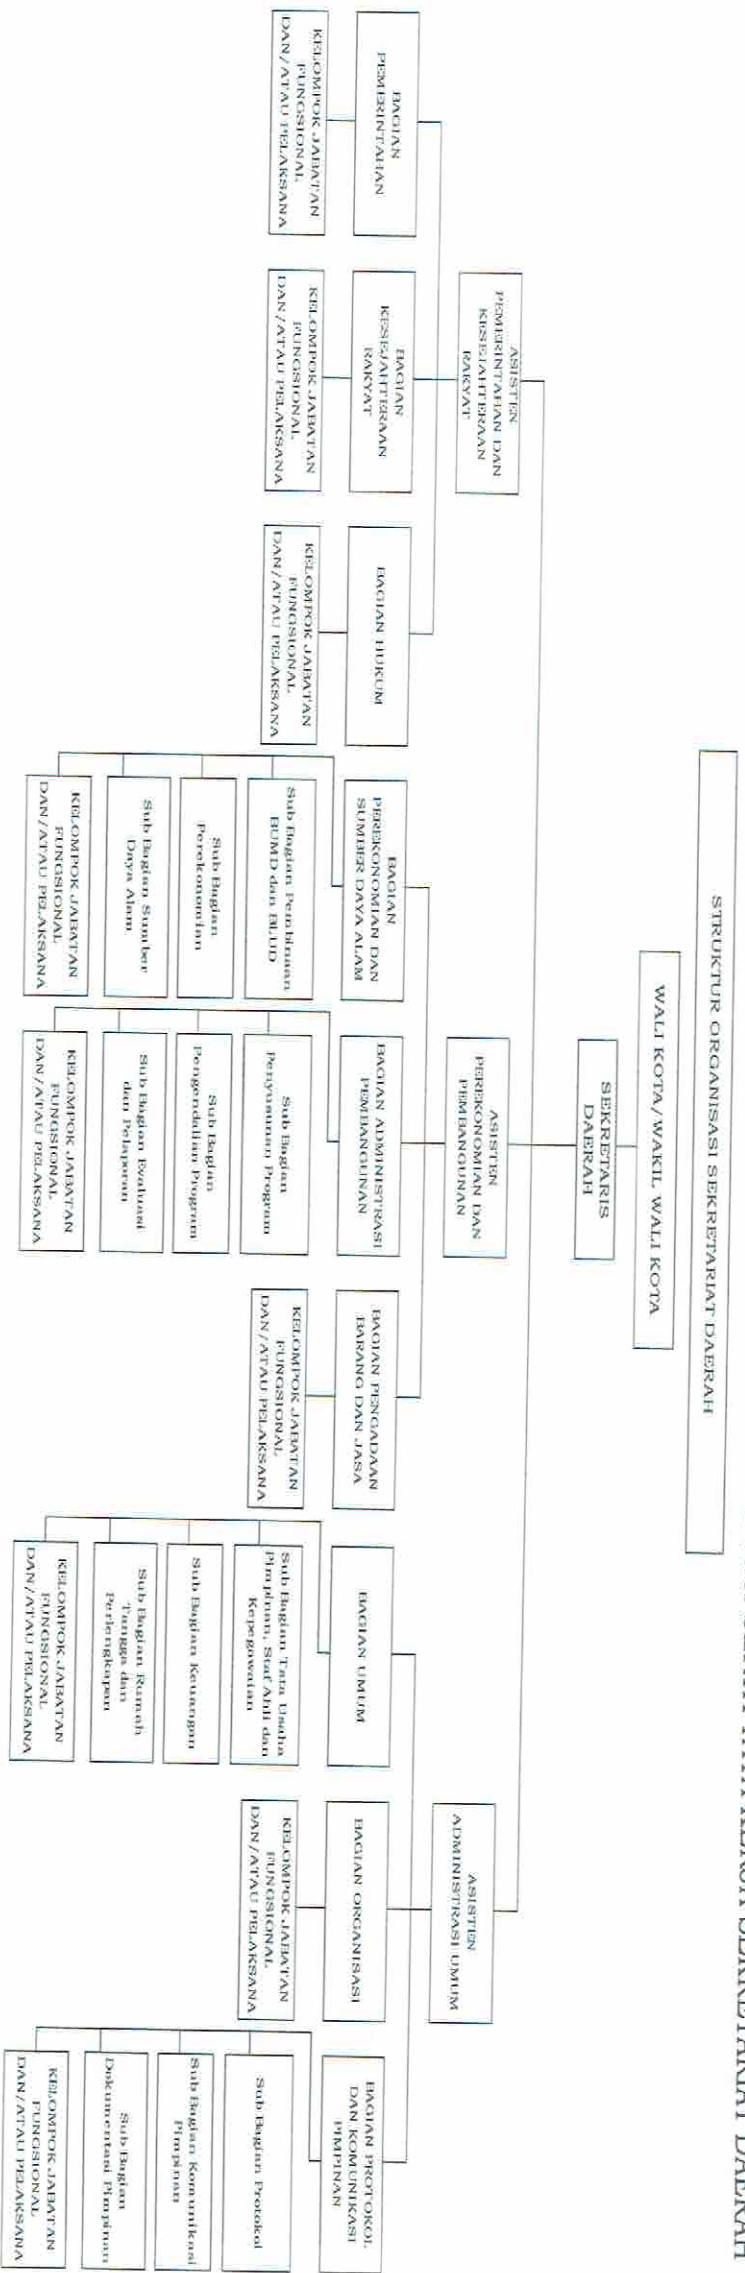 TATA KERJA SEKRETARIAT DAERAH
STRUKTUR ORGANISASI SEKRETARIAT DAERAH
WALI KOTA/WAKIL WALI KOTA
SEKRETARIS
DAERAH
ASISTEN
PEMERINTAHAN DAN
KESEJAHTERAAN
RAKYAT
ASISTEN
PEREKONOMIAN DAN
PEMBANGUNAN
ASISTEN
ADMINISTRASI UMUM
BAGIAN
PEMERINTAHAN
BAGIAN
KESEJAHTERAAN
RAKYAT
BAGIAN HUKUM
BAGIAN
PEREKONOMIAN DAN
SUMBER DAYA ALAM
BAGIAN ADMINISTRASI
PEMBANGUNAN
BAGIAN PENGADAAN
BARANG DAN JASA
BAGIAN UMUM
BAGIAN ORGANISASI
BAGIAN PROTOKOL
DAN KOMUNIKASI
PIMPINAN
KELOMPOK JABATAN
FUNGSIONAL
DAN/ATAU PELAKSANA
KELOMPOK JABATAN
FUNGSIONAL
DAN/ATAU PELAKSANA
KELOMPOK JABATAN
FUNGSIONAL
DAN/ATAU PELAKSANA
Sub Bagian Pembinaan
BUMD dan BLUD
Sub Bagian
Perekonomian
Sub Bagian Sumber
Daya Alam
KELOMPOK JABATAN
FUNGSIONAL
DAN/ATAU PELAKSANA
Sub Bagian
Penyusunan Program
Sub Bagian
Pengendalian Program
Sub Bagian Evaluasi
dan Pelaporan
KELOMPOK JABATAN
FUNGSIONAL
DAN/ATAU PELAKSANA
KELOMPOK JABATAN
FUNGSIONAL
DAN/ATAU PELAKSANA
Sub Bagian Tata Usaha
Pimpinan, Staf Ahli dan
Kepegawaian
Sub Bagian Keuangan
Sub Bagian Rumah
Tangga dan
Perlengkapan
KELOMPOK JABATAN
FUNGSIONAL
DAN/ATAU PELAKSANA
KELOMPOK JABATAN
FUNGSIONAL
DAN/ATAU PELAKSANA
Sub Bagian Protokol
Sub Bagian Komunikasi
Pimpinan
Sub Bagian
Dokumentasi Pimpinan
KELOMPOK JABATAN
FUNGSIONAL
DAN/ATAU PELAKSANA